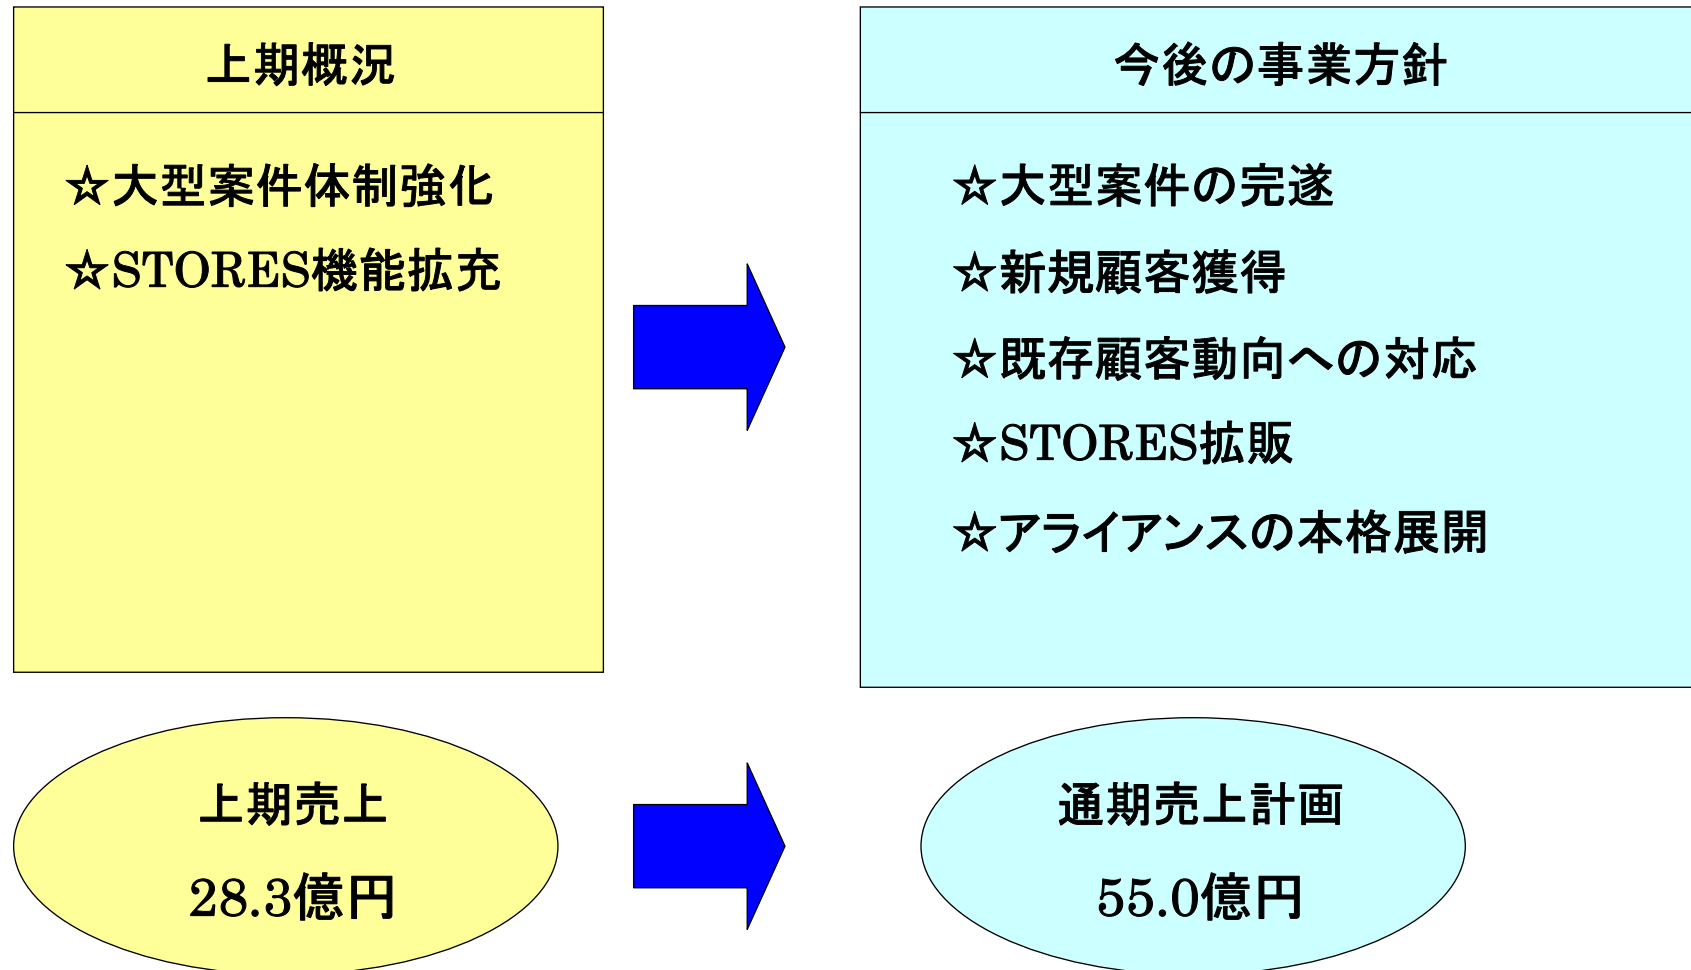 上期概況
☆大型案件体制強化
☆STORES機能拡充
今後の事業方針
☆大型案件の完遂
☆新規顧客獲得
☆既存顧客動向への対応
☆STORES拡販
☆アライアンスの本格展開
上期売上
28.3億円
通期売上計画
55.0億円